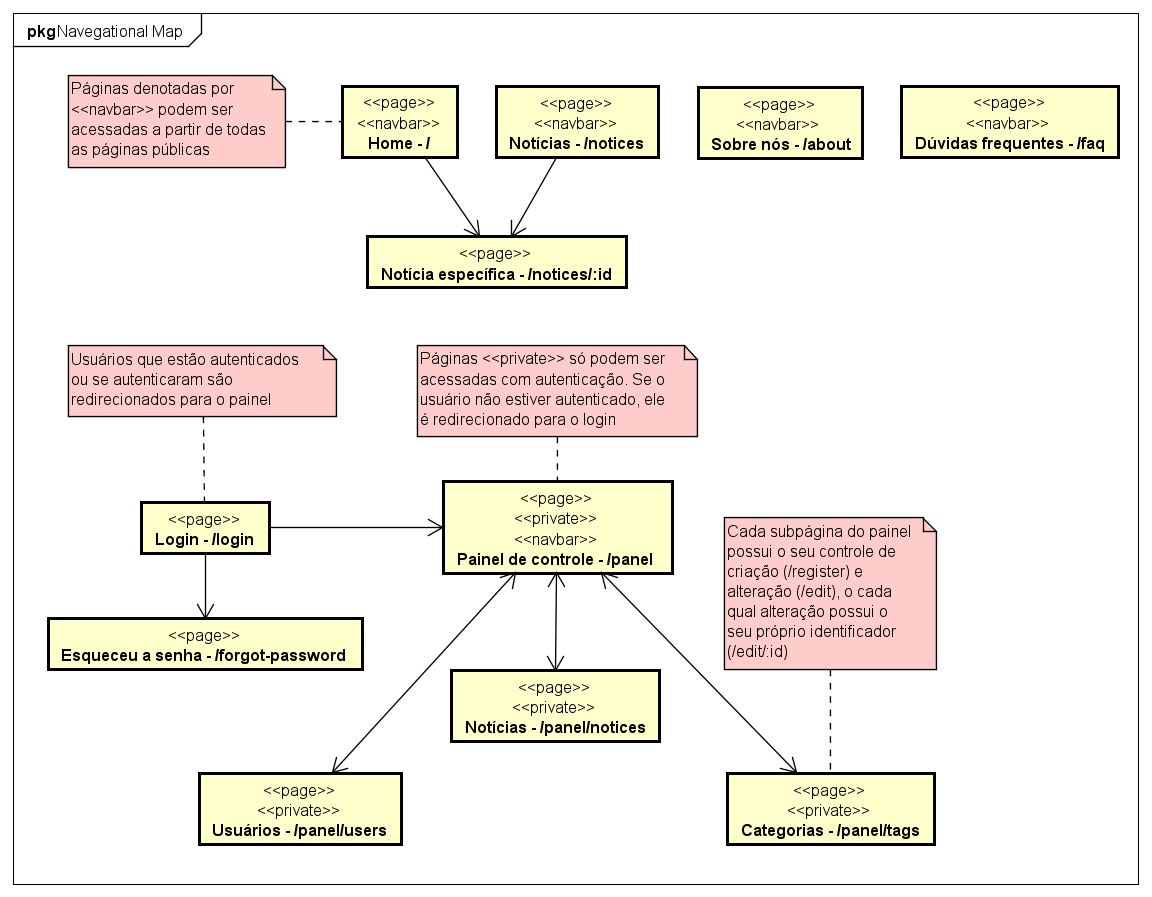 pkg Navegational Map
Páginas denotadas por
<<navbar>> podem ser
acessadas a partir de todas
as páginas públicas
<<page>>
<<navbar>>
Home - /
<<page>>
<<navbar>>
Notícias - /notices
<<page>>
<<navbar>>
Sobre nós - /about
<<page>>
<<navbar>>
Dúvidas frequentes - /faq
<<page>>
Notícia específica - /notices/:id
Usuários que estão autenticados
ou se autenticaram são
redirecionados para o painel
Páginas <<private>> só podem ser
acessadas com autenticação. Se o
usuário não estiver autenticado, ele
é redirecionado para o login
<<page>>
Login - /login
<<page>>
<<private>>
<<navbar>>
Painel de controle - /panel
Cada subpágina do painel
possui o seu controle de
criação (/register) e
alteração (/edit), o cada
qual alteração possui o
seu próprio identificador
(/edit/:id)
<<page>>
Esqueceu a senha - /forgot-password
<<page>>
<<private>>
Notícias - /panel/notices
<<page>>
<<private>>
Usuários - /panel/users
<<page>>
<<private>>
Categorias - /panel/tags